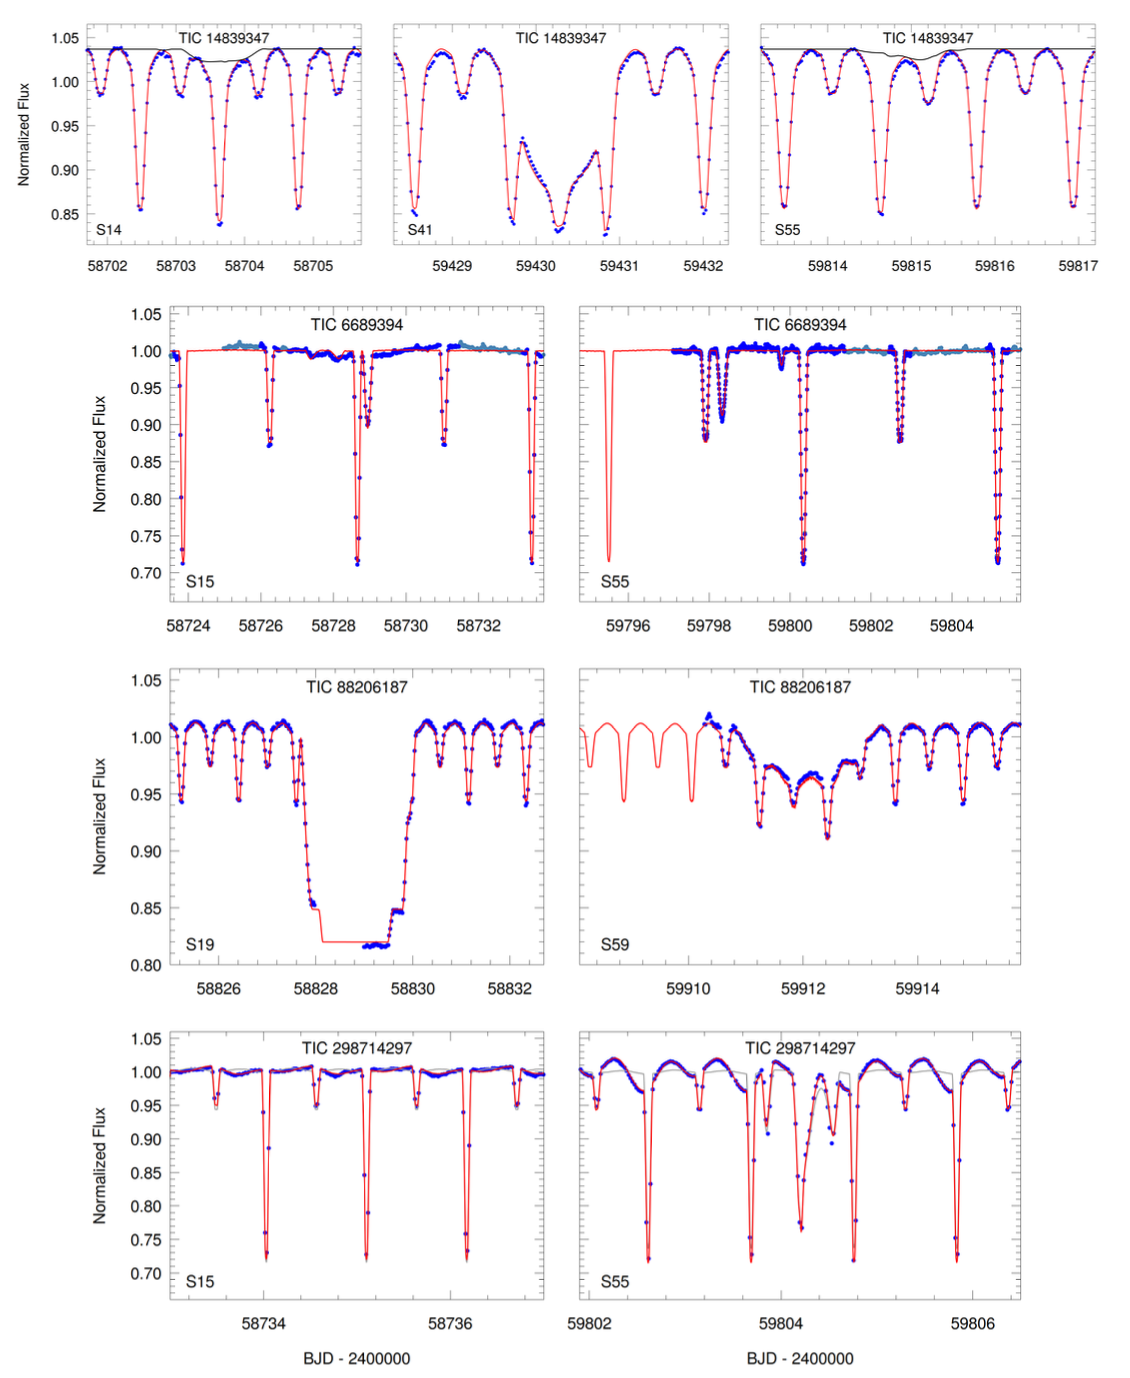 TIC 14839347 TIC 14839347 TIC 14839347
Normalized Flux
1.05
1.00
0.95
0.90
0.85
S14 S41 S55
58702 58703 58704 58705 59429 59430 59431 59432 59814 59815 59816 59817
TIC 6689394 TIC 6689394
Normalized Flux
1.05
1.00
0.95
0.90
0.85
0.80
0.75
0.70
S15 S55
58724 58726 58728 58730 58732 59796 59798 59800 59802 59804
TIC 88206187 TIC 88206187
Normalized Flux
1.05
1.00
0.95
0.90
0.85
0.80
S19 S59
58826 58828 58830 58832 59910 59912 59914
TIC 298714297 TIC 298714297
Normalized Flux
1.05
1.00
0.95
0.90
0.85
0.80
0.75
0.70
S15 S55
58734 58736 59802 59804 59806
BJD - 2400000 BJD - 2400000